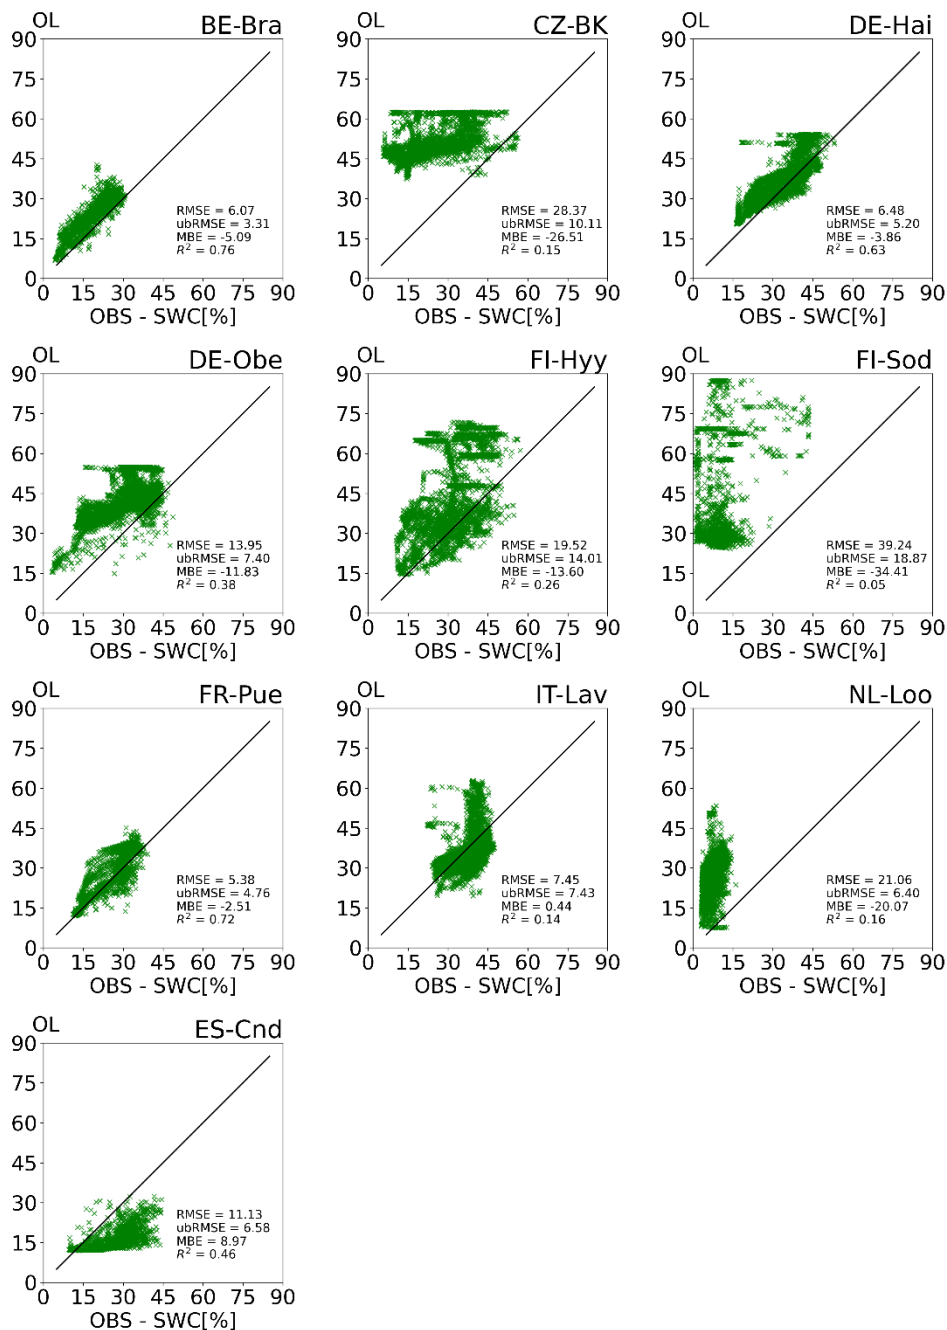 OL BE-Bra
90
75
60
45
30
15
0
RMSE = 6.07
ubRMSE = 3.31
MBE = -5.09
R² = 0.76
0 15 30 45 60 75 90
OBS - SWC[%]
OL CZ-BK
90
75
60
45
30
15
0
RMSE = 28.37
ubRMSE = 10.11
MBE = -26.51
R² = 0.15
0 15 30 45 60 75 90
OBS - SWC[%]
OL DE-Hai
90
75
60
45
30
15
0
RMSE = 6.48
ubRMSE = 5.20
MBE = -3.86
R² = 0.63
0 15 30 45 60 75 90
OBS - SWC[%]
OL DE-Obe
90
75
60
45
30
15
0
RMSE = 13.95
ubRMSE = 7.40
MBE = -11.83
R² = 0.38
0 15 30 45 60 75 90
OBS - SWC[%]
OL FI-Hyy
90
75
60
45
30
15
0
RMSE = 19.52
ubRMSE = 14.01
MBE = -13.60
R² = 0.26
0 15 30 45 60 75 90
OBS - SWC[%]
OL FI-Sod
90
75
60
45
30
15
0
RMSE = 39.24
ubRMSE = 18.87
MBE = -34.41
R² = 0.05
0 15 30 45 60 75 90
OBS - SWC[%]
OL FR-Pue
90
75
60
45
30
15
0
RMSE = 5.38
ubRMSE = 4.76
MBE = -2.51
R² = 0.72
0 15 30 45 60 75 90
OBS - SWC[%]
OL IT-Lav
90
75
60
45
30
15
0
RMSE = 7.45
ubRMSE = 7.43
MBE = 0.44
R² = 0.14
0 15 30 45 60 75 90
OBS - SWC[%]
OL NL-Loo
90
75
60
45
30
15
0
RMSE = 21.06
ubRMSE = 6.40
MBE = -20.07
R² = 0.16
0 15 30 45 60 75 90
OBS - SWC[%]
OL ES-Cnd
90
75
60
45
30
15
0
RMSE = 11.13
ubRMSE = 6.58
MBE = 8.97
R² = 0.46
0 15 30 45 60 75 90
OBS - SWC[%]